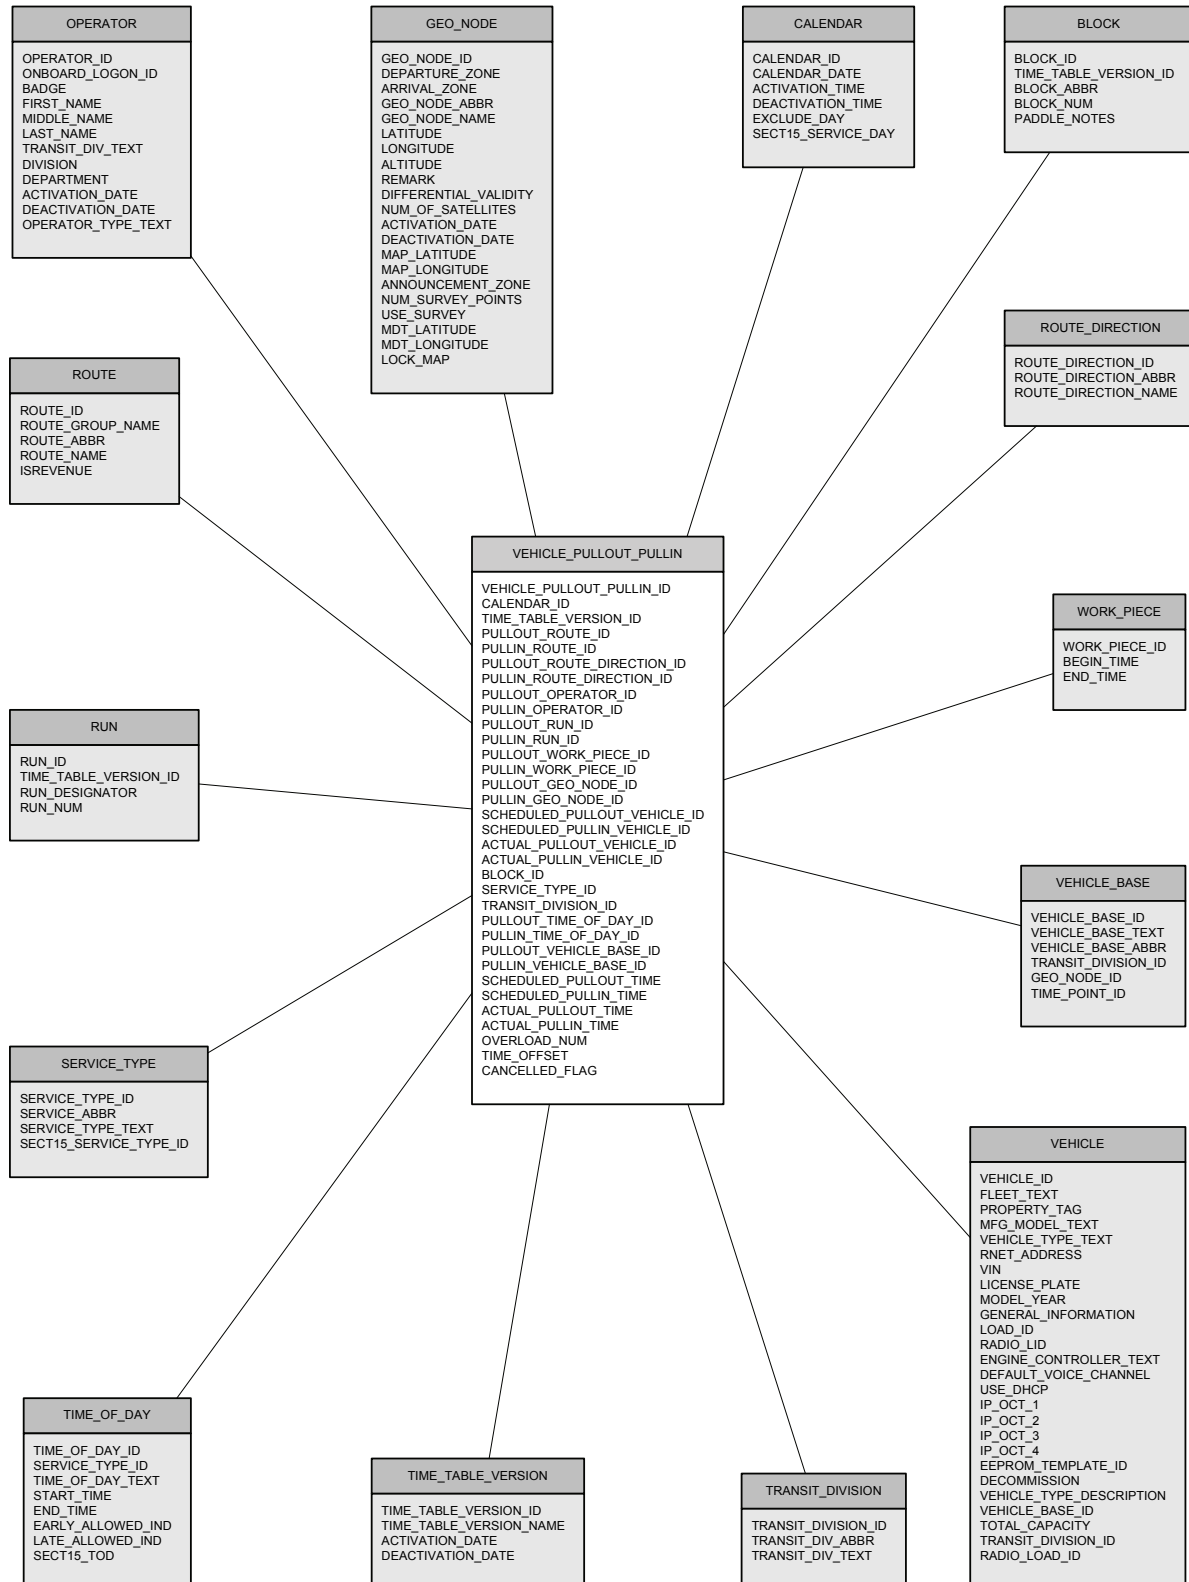 OPERATOR
OPERATOR_ID
ONBOARD_LOGON_ID
BADGE
FIRST_NAME
MIDDLE_NAME
LAST_NAME
TRANSIT_DIV_TEXT
DIVISION
DEPARTMENT
ACTIVATION_DATE
DEACTIVATION_DATE
OPERATOR_TYPE_TEXT
GEO_NODE
GEO_NODE_ID
DEPARTURE_ZONE
ARRIVAL_ZONE
GEO_NODE_ABBR
GEO_NODE_NAME
LATITUDE
LONGITUDE
ALTITUDE
REMARK
DIFFERENTIAL_VALIDITY
NUM_OF_SATELLITES
ACTIVATION_DATE
DEACTIVATION_DATE
MAP_LATITUDE
MAP_LONGITUDE
ANNOUNCEMENT_ZONE
NUM_SURVEY_POINTS
USE_SURVEY
MDT_LATITUDE
MDT_LONGITUDE
LOCK_MAP
CALENDAR
CALENDAR_ID
CALENDAR_DATE
ACTIVATION_TIME
DEACTIVATION_TIME
EXCLUDE_DAY
SECT15_SERVICE_DAY
BLOCK
BLOCK_ID
TIME_TABLE_VERSION_ID
BLOCK_ABBR
BLOCK_NUM
PADDLE_NOTES
ROUTE_DIRECTION
ROUTE_DIRECTION_ID
ROUTE_DIRECTION_ABBR
ROUTE_DIRECTION_NAME
ROUTE
ROUTE_ID
ROUTE_GROUP_NAME
ROUTE_ABBR
ROUTE_NAME
ISREVENUE
VEHICLE_PULLOUT_PULLIN
VEHICLE_PULLOUT_PULLIN_ID
CALENDAR_ID
TIME_TABLE_VERSION_ID
PULLOUT_ROUTE_ID
PULLIN_ROUTE_ID
PULLOUT_ROUTE_DIRECTION_ID
PULLIN_ROUTE_DIRECTION_ID
PULLOUT_OPERATOR_ID
PULLIN_OPERATOR_ID
PULLOUT_RUN_ID
PULLIN_RUN_ID
PULLOUT_WORK_PIECE_ID
PULLIN_WORK_PIECE_ID
PULLOUT_GEO_NODE_ID
PULLIN_GEO_NODE_ID
SCHEDULED_PULLOUT_VEHICLE_ID
SCHEDULED_PULLIN_VEHICLE_ID
ACTUAL_PULLOUT_VEHICLE_ID
ACTUAL_PULLIN_VEHICLE_ID
BLOCK_ID
SERVICE_TYPE_ID
TRANSIT_DIVISION_ID
PULLOUT_TIME_OF_DAY_ID
PULLIN_TIME_OF_DAY_ID
PULLOUT_VEHICLE_BASE_ID
PULLIN_VEHICLE_BASE_ID
SCHEDULED_PULLOUT_TIME
SCHEDULED_PULLIN_TIME
ACTUAL_PULLOUT_TIME
ACTUAL_PULLIN_TIME
OVERLOAD_NUM
TIME_OFFSET
CANCELLED_FLAG
WORK_PIECE
WORK_PIECE_ID
BEGIN_TIME
END_TIME
RUN
RUN_ID
TIME_TABLE_VERSION_ID
RUN_DESIGNATOR
RUN_NUM
VEHICLE_BASE
VEHICLE_BASE_ID
VEHICLE_BASE_TEXT
VEHICLE_BASE_ABBR
TRANSIT_DIVISION_ID
GEO_NODE_ID
TIME_POINT_ID
SERVICE_TYPE
SERVICE_TYPE_ID
SERVICE_ABBR
SERVICE_TYPE_TEXT
SECT15_SERVICE_TYPE_ID
VEHICLE
VEHICLE_ID
FLEET_TEXT
PROPERTY_TAG
MFG_MODEL_TEXT
VEHICLE_TYPE_TEXT
RNET_ADDRESS
VIN
LICENSE_PLATE
MODEL_YEAR
GENERAL_INFORMATION
LOAD_ID
RADIO_LID
ENGINE_CONTROLLER_TEXT
DEFAULT_VOICE_CHANNEL
USE_DHCP
IP_OCT_1
IP_OCT_2
IP_OCT_3
IP_OCT_4
EEPROM_TEMPLATE_ID
DECOMMISSION
VEHICLE_TYPE_DESCRIPTION
VEHICLE_BASE_ID
TOTAL_CAPACITY
TRANSIT_DIVISION_ID
RADIO_LOAD_ID
TIME_OF_DAY
TIME_OF_DAY_ID
SERVICE_TYPE_ID
TIME_OF_DAY_TEXT
START_TIME
END_TIME
EARLY_ALLOWED_IND
LATE_ALLOWED_IND
SECT15_TOD
TIME_TABLE_VERSION
TIME_TABLE_VERSION_ID
TIME_TABLE_VERSION_NAME
ACTIVATION_DATE
DEACTIVATION_DATE
TRANSIT_DIVISION
TRANSIT_DIVISION_ID
TRANSIT_DIV_ABBR
TRANSIT_DIV_TEXT